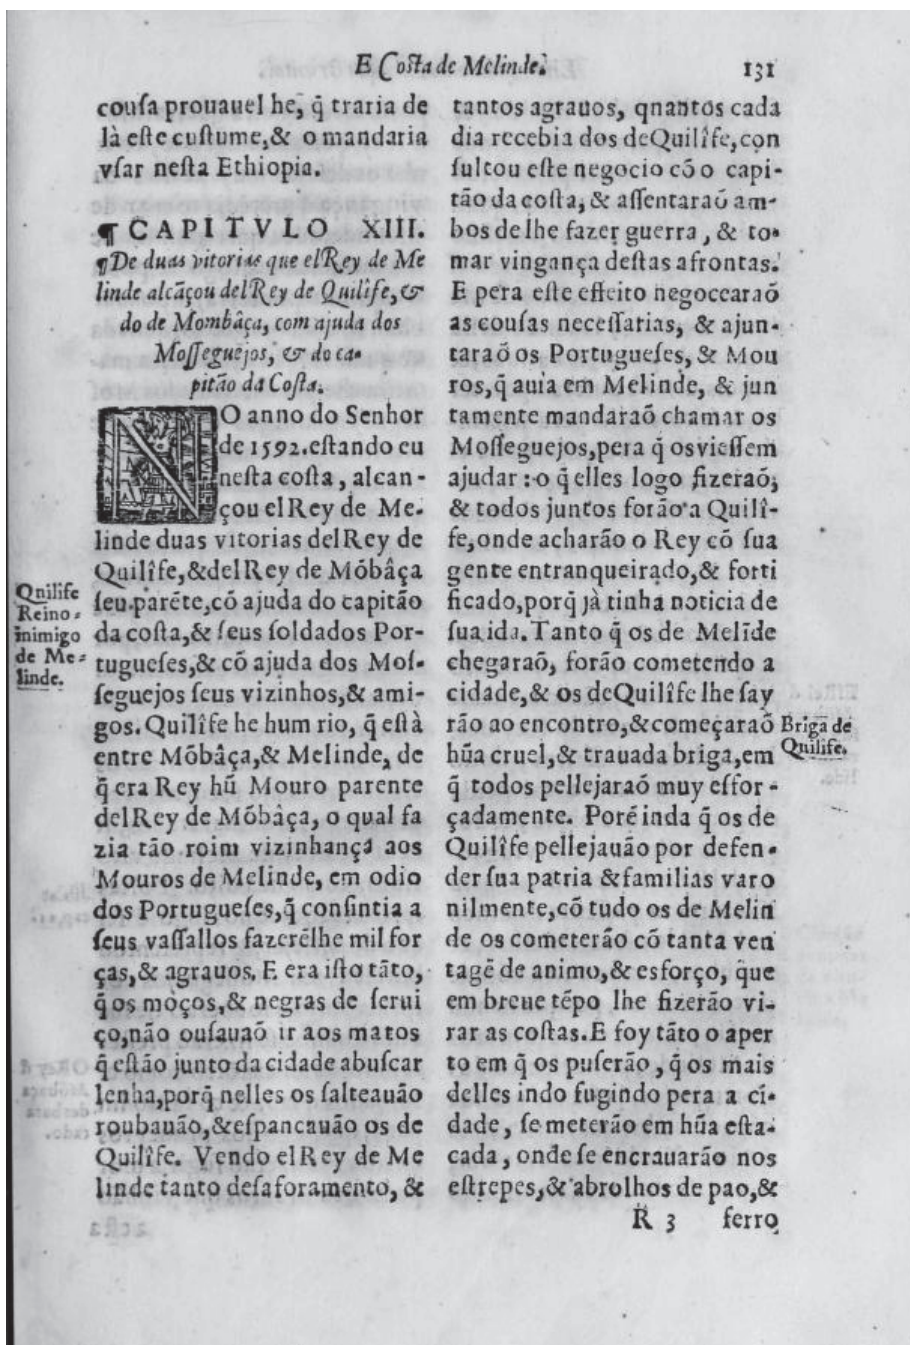 E Costa de Melinde.
131
cousa prouauel he, q̃ traria de
là este custume,& o mandaria
vsar nesta Ethiopia.
¶ CAPITVLO XIII.
¶De duas vitorias que elRey de Me
linde alcãçou delRey de Quilîfe,&
do de Mombâça, com ajuda dos
Mosseguejos, & do ca-
pitão da Costa.
NO anno do Senhor
de 1592.estando eu
nesta costa, alcan-
çou elRey de Me-
linde duas vitorias delRey de
Quilîfe,&delRey de Mõbâça
seu.parẽte,cõ ajuda do capitão
da costa,& seus soldados Por-
tugueses,& cõ ajuda dos Mos-
seguejos seus vizinhos,& ami-
gos. Quilîfe he hum rio, q̃ està
entre Mõbâça,& Melinde, de
q̃ era Rey hũ Mouro parente
delRey de Mõbâça, o qual fa
zia tão roim vizinhança aos
Mouros de Melinde, em odio
dos Portugueses,q̃ consintia a
seus vassallos fazerẽlhe mil for
ças,& agrauos. E era isto tãto,
q̃ os mòços,& negras de serui
ço,não ousauaõ ir aos matos
q̃ estão junto da cidade abuscar
lenha,porq̃ nelles os salteauão
roubauão,&espancauão os de
Quilîfe. Vendo elRey de Me
linde tanto desaforamento, &
Qnilife
Reino
inimigo
de Me-
linde.
tantos agrauos, qnantos cada
dia recebia dos deQuilîfe,con
sultou este negocio cõ o capi-
tão da costa, & assentaraõ am-
bos de lhe fazer guerra, & to-
mar vingança destas afrontas.
E pera este effeito negocearaõ
as cousas necessarias, & ajun-
taraõ os Portugueses, & Mou
ros,q̃ auia em Melinde, & jun
tamente mandaraõ chamar os
Mosseguejos,pera q̃ osviessem
ajudar : o q̃ elles logo fizeraõ,
& todos juntos forão a Quilî-
fe,onde acharão o Rey cõ sua
gente entranqueirado,& forti
ficado,porq̃ jà tinha noticia de
sua ida. Tanto q̃ os de Melĩde
chegaraõ, forão cometendo a
cidade,& os deQuilîfe lhe say
rão ao encontro,&começaraõ
hũa cruel,& trauada briga,em
q̃ todos pellejaraõ muy esfor-
çadamente. Porẽ inda q̃ os de
Quilîfe pellejauão por defen-
der sua patria &familias varo
nilmente,cõ tudo os de Melin
de os cometerão cõ tanta ven
tagẽ de animo,& esforço, que
em breue tẽpo lhe fizerão vi-
rar as costas.E foy tãto o aper
to em q̃ os puserão, q̃ os mais
delles indo fugindo pera a ci-
dade, se meterão em hũa esta-
cada, onde se encrauarão nos
estrepes,& abrolhos de pao,&
Briga de
Quilife.
R 3 ferro